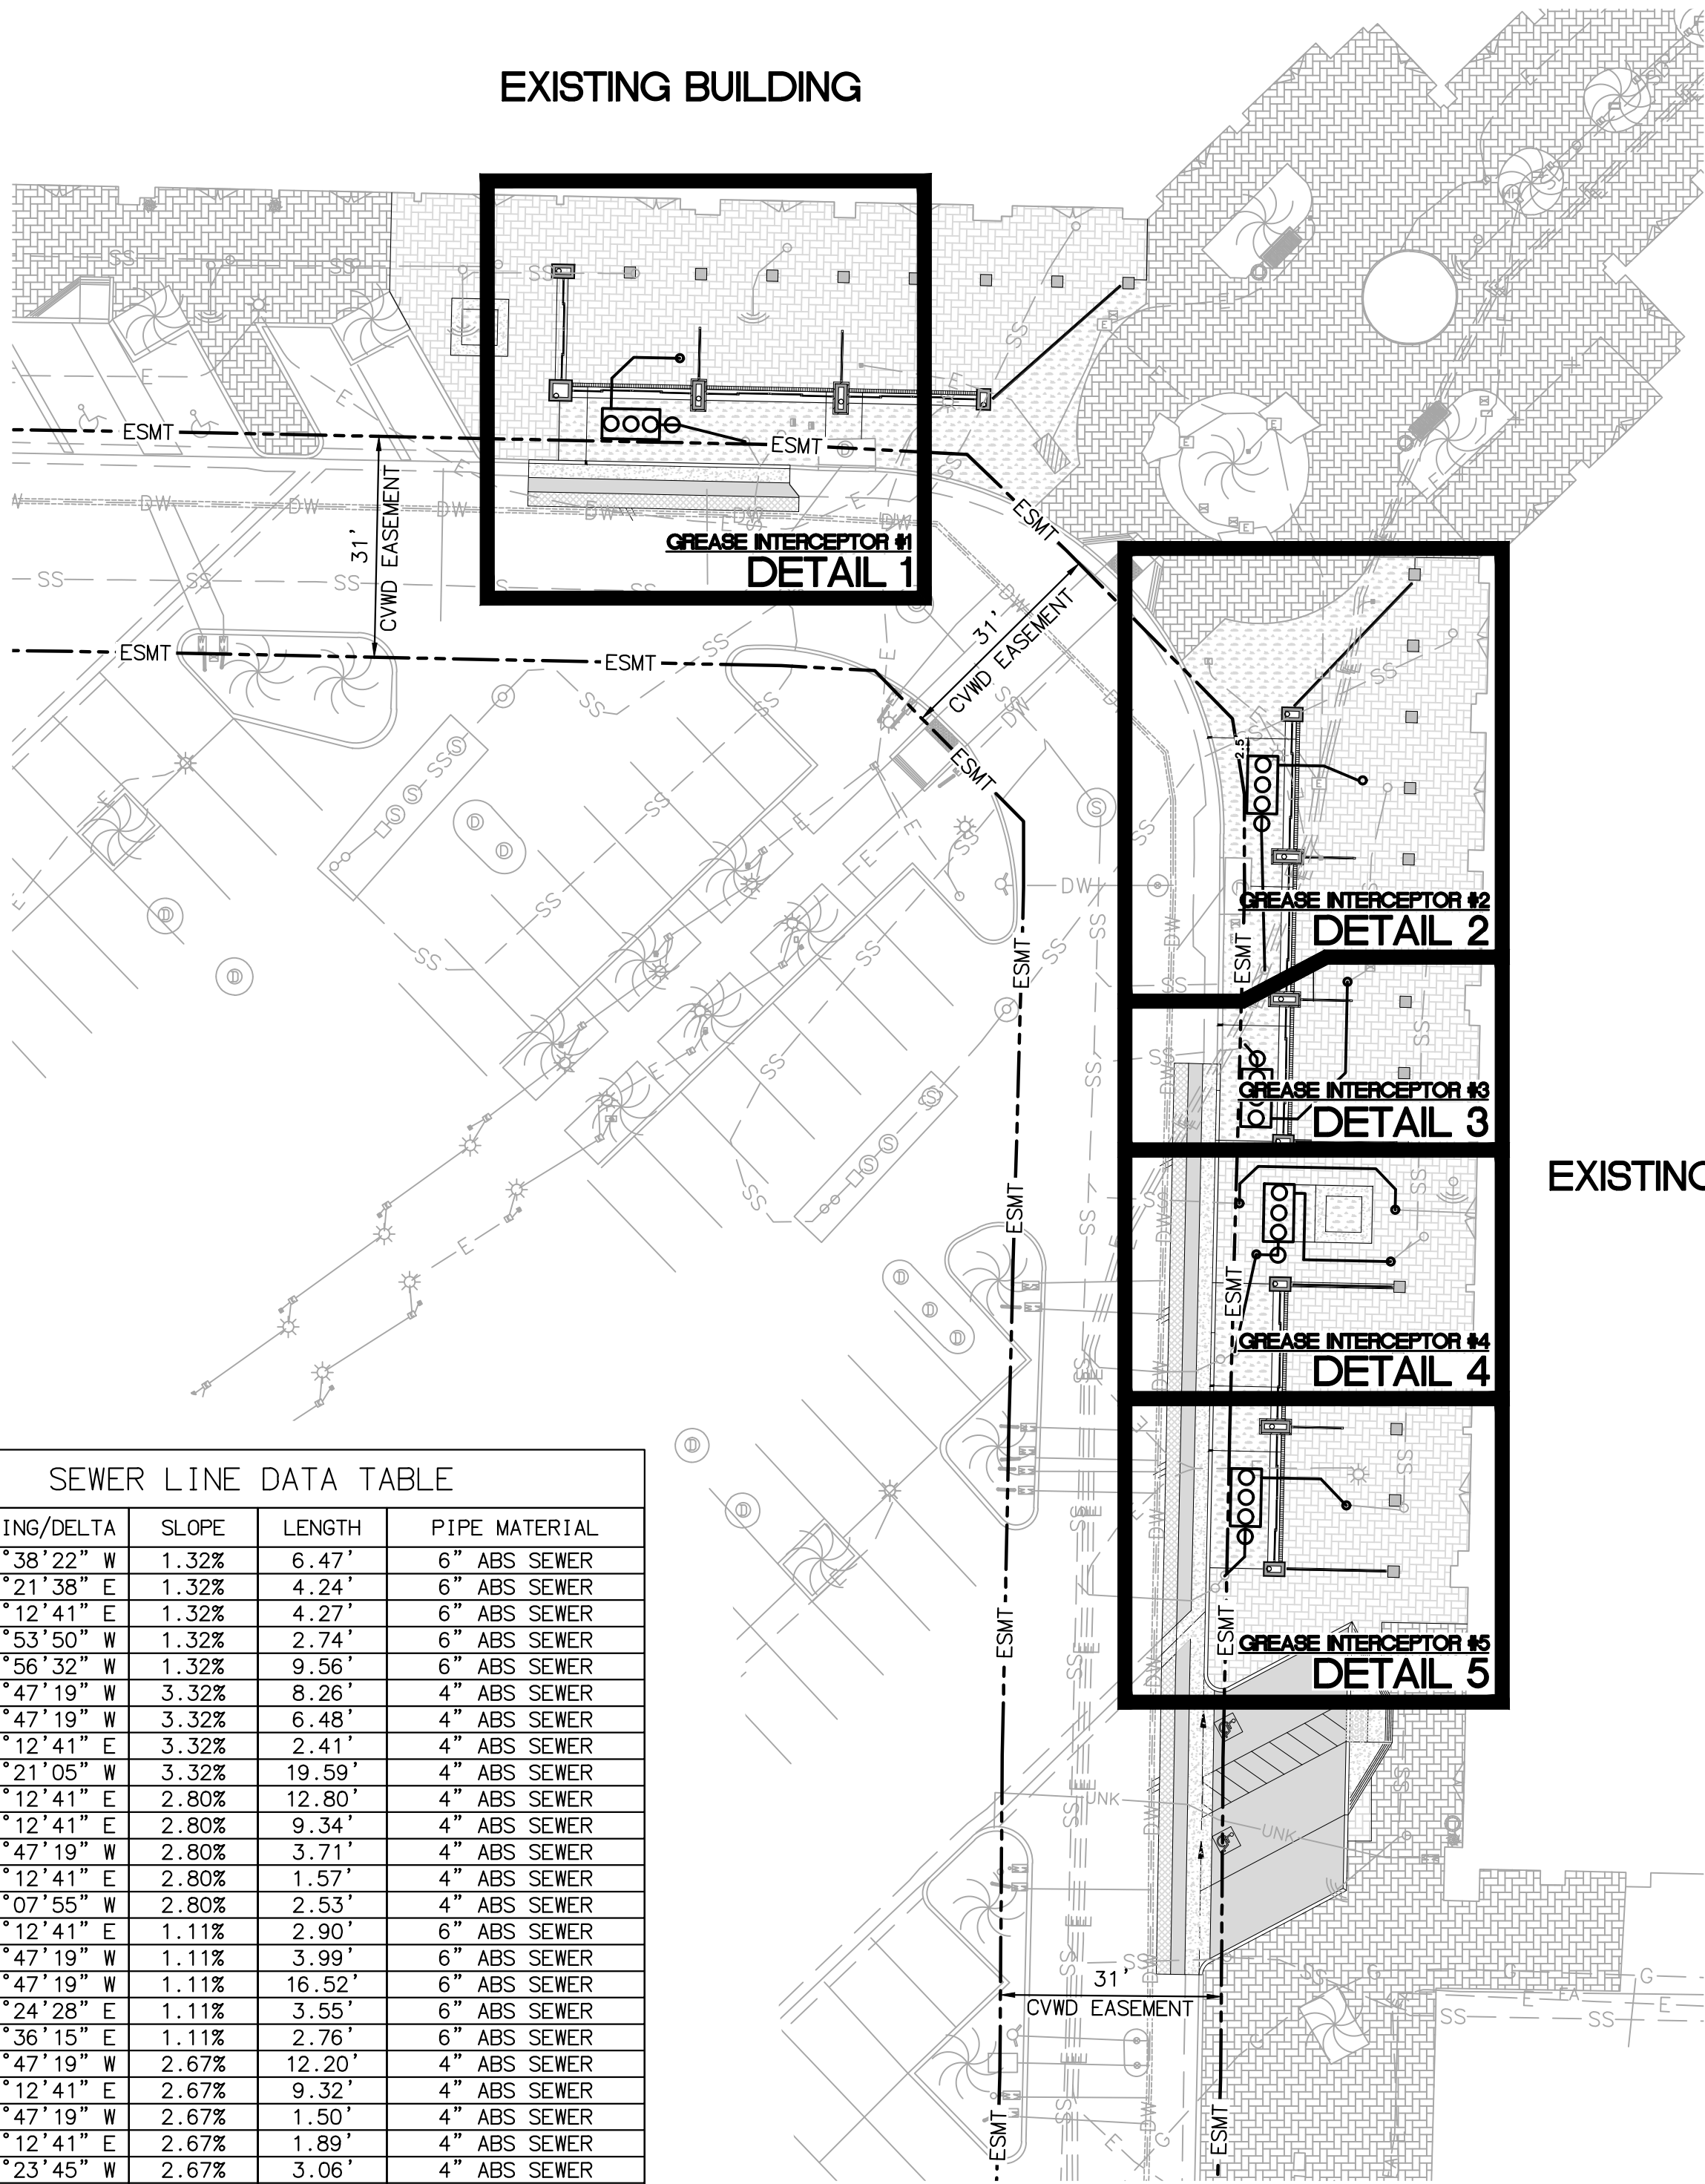 EXISTING BUILDING
ESMT
ESMT
31'
CVWD EASEMENT
GREASE INTERCEPTOR #1
DETAIL 1
ESMT
ESMT
ESMT
31'
CVWD EASEMENT
ESMT
2.5'
GREASE INTERCEPTOR #2
DETAIL 2
ESMT
ESMT
GREASE INTERCEPTOR #3
DETAIL 3
EXISTING
ESMT
ESMT
GREASE INTERCEPTOR #4
DETAIL 4
GREASE INTERCEPTOR #5
DETAIL 5
ESMT
ESMT
UNK
UNK
31'
CVWD EASEMENT
ESMT
ESMT
SEWER LINE DATA TABLE
ING/DELTA SLOPE LENGTH PIPE MATERIAL
°38'22" W 1.32% 6.47' 6" ABS SEWER
°21'38" E 1.32% 4.24' 6" ABS SEWER
°12'41" E 1.32% 4.27' 6" ABS SEWER
°53'50" W 1.32% 2.74' 6" ABS SEWER
°56'32" W 1.32% 9.56' 6" ABS SEWER
°47'19" W 3.32% 8.26' 4" ABS SEWER
°47'19" W 3.32% 6.48' 4" ABS SEWER
°12'41" E 3.32% 2.41' 4" ABS SEWER
°21'05" W 3.32% 19.59' 4" ABS SEWER
°12'41" E 2.80% 12.80' 4" ABS SEWER
°12'41" E 2.80% 9.34' 4" ABS SEWER
°47'19" W 2.80% 3.71' 4" ABS SEWER
°12'41" E 2.80% 1.57' 4" ABS SEWER
°07'55" W 2.80% 2.53' 4" ABS SEWER
°12'41" E 1.11% 2.90' 6" ABS SEWER
°47'19" W 1.11% 3.99' 6" ABS SEWER
°47'19" W 1.11% 16.52' 6" ABS SEWER
°24'28" E 1.11% 3.55' 6" ABS SEWER
°36'15" E 1.11% 2.76' 6" ABS SEWER
°47'19" W 2.67% 12.20' 4" ABS SEWER
°12'41" E 2.67% 9.32' 4" ABS SEWER
°47'19" W 2.67% 1.50' 4" ABS SEWER
°12'41" E 2.67% 1.89' 4" ABS SEWER
°23'45" W 2.67% 3.06' 4" ABS SEWER